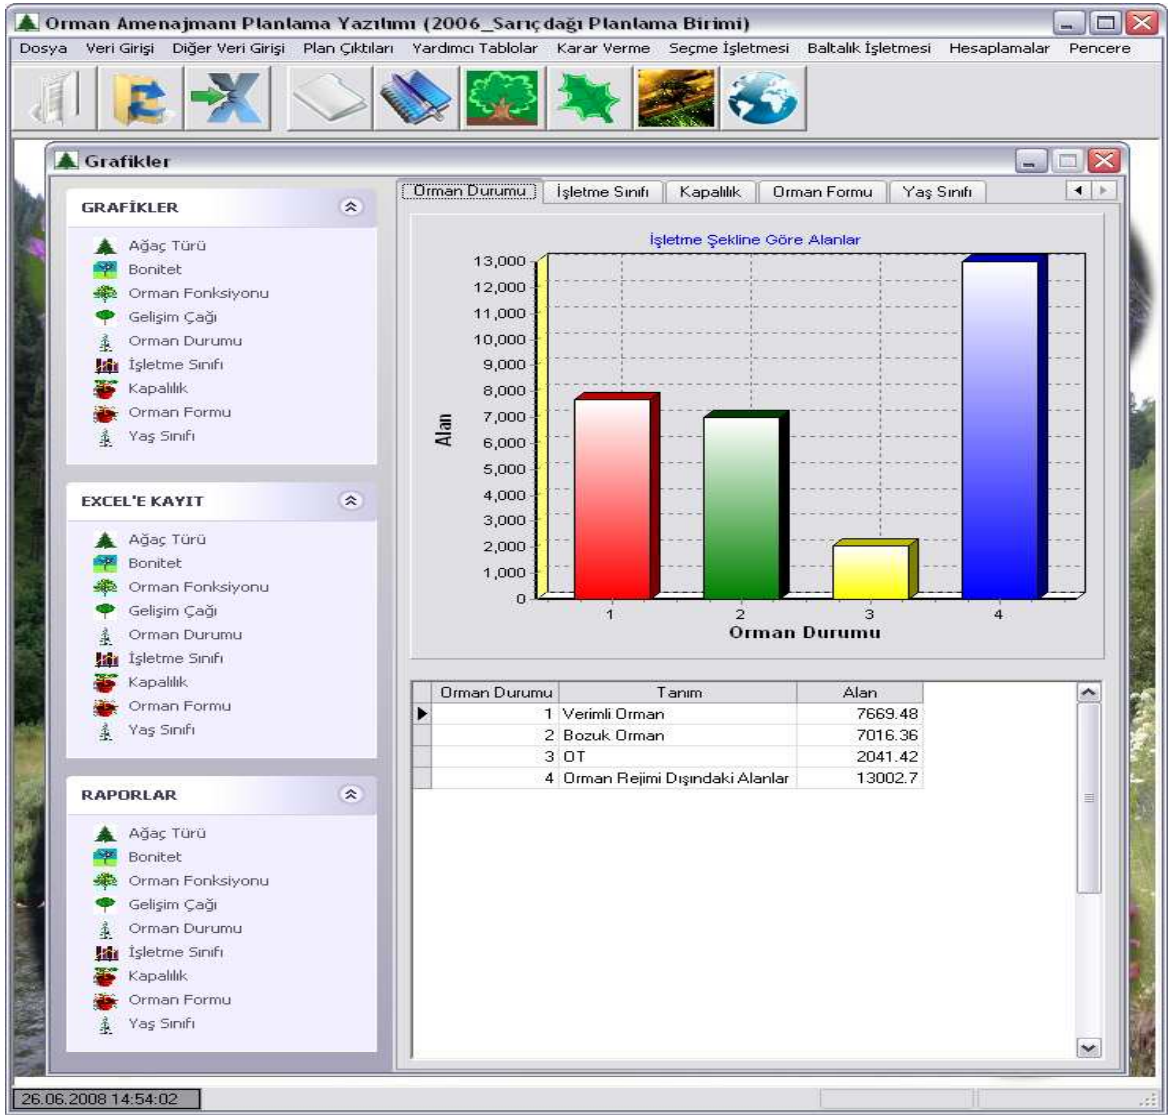 Orman Amenajmanı Planlama Yazılımı (2006_Sarıçdağı Planlama Birimi)
Dosya Veri Girişi Diğer Veri Girişi Plan Çıktıları Yardımcı Tablolar Karar Verme Seçme İşletmesi Baltalık İşletmesi Hesaplamalar Pencere
Grafikler
GRAFİKLER
Ağaç Türü
Bonitet
Orman Fonksiyonu
Gelişim Çağı
Orman Durumu
İşletme Sınıfı
Kapalılık
Orman Formu
Yaş Sınıfı
EXCEL'E KAYIT
Ağaç Türü
Bonitet
Orman Fonksiyonu
Gelişim Çağı
Orman Durumu
İşletme Sınıfı
Kapalılık
Orman Formu
Yaş Sınıfı
RAPORLAR
Ağaç Türü
Bonitet
Orman Fonksiyonu
Gelişim Çağı
Orman Durumu
İşletme Sınıfı
Kapalılık
Orman Formu
Yaş Sınıfı
Orman Durumu İşletme Sınıfı Kapalılık Orman Formu Yaş Sınıfı
İşletme Şekline Göre Alanlar
13,000
12,000
11,000
10,000
9,000
8,000
7,000
6,000
5,000
4,000
3,000
2,000
1,000
0
Alan
1 2 3 4
Orman Durumu
Orman Durumu Tanım Alan
1 Verimli Orman 7669.48
2 Bozuk Orman 7016.36
3 OT 2041.42
4 Orman Rejimi Dışındaki Alanlar 13002.7
26.06.2008 14:54:02